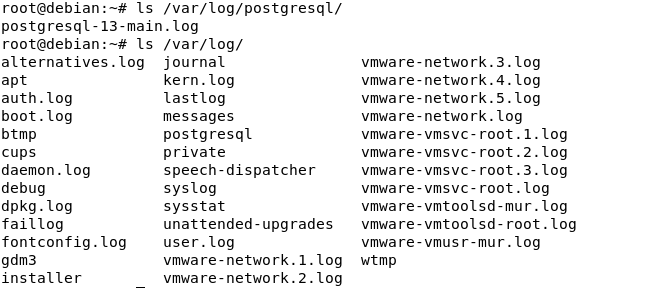 root@debian:~# ls /var/log/postgresql/
postgresql-13-main.log
root@debian:~# ls /var/log/
alternatives.log  journal               vmware-network.3.log
apt               kern.log              vmware-network.4.log
auth.log          lastlog               vmware-network.5.log
boot.log          messages              vmware-network.log
btmp              postgresql            vmware-vmsvc-root.1.log
cups              private               vmware-vmsvc-root.2.log
daemon.log        speech-dispatcher     vmware-vmsvc-root.3.log
debug             syslog                vmware-vmsvc-root.log
dpkg.log          sysstat               vmware-vmtoolsd-mur.log
faillog           unattended-upgrades   vmware-vmtoolsd-root.log
fontconfig.log    user.log              vmware-vmusr-mur.log
gdm3              vmware-network.1.log  wtmp
installer         vmware-network.2.log